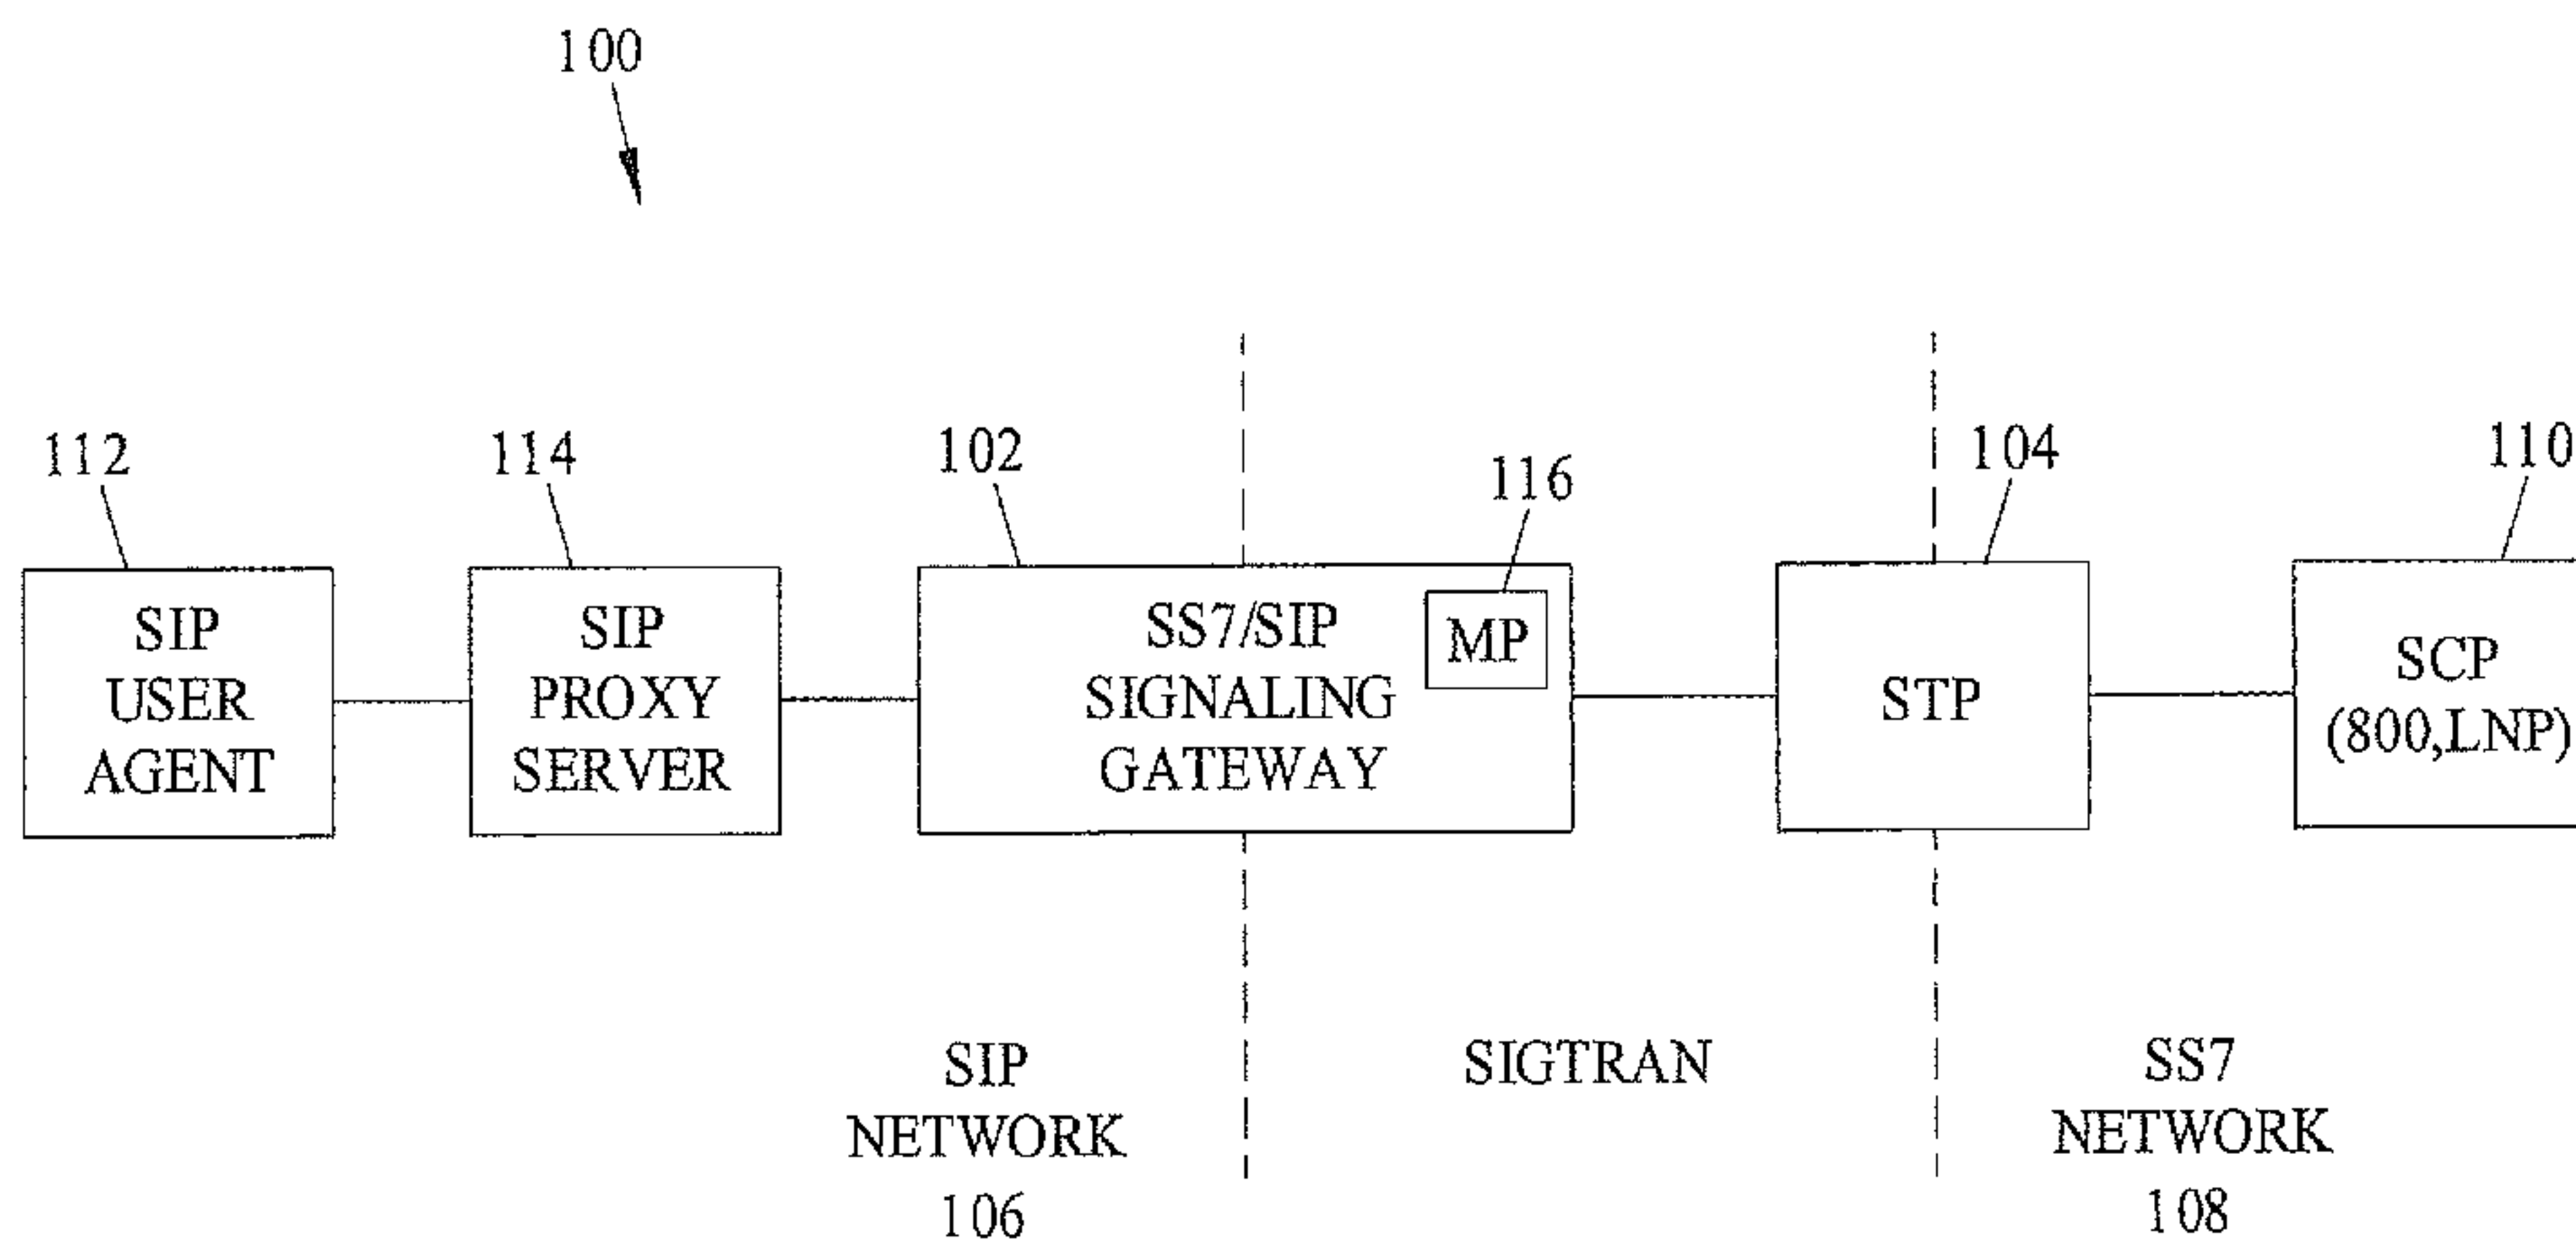 100
112
114
102
116
104
110
SIP
USER
AGENT
SIP
PROXY
SERVER
SS7/SIP
SIGNALING
GATEWAY
MP
STP
SCP
(800,LNP)
SIP
NETWORK
106
SIGTRAN
SS7
NETWORK
108